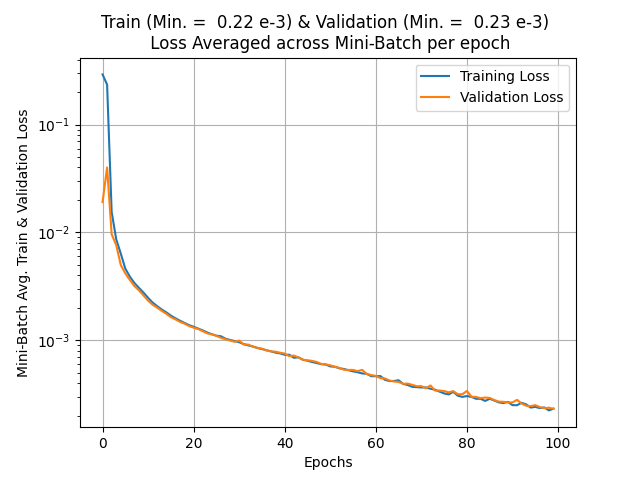 Train (Min. =  0.22 e-3) & Validation (Min. =  0.23 e-3)
Loss Averaged across Mini-Batch per epoch
Training Loss
Validation Loss
Mini-Batch Avg. Train & Validation Loss
10⁻¹
10⁻²
10⁻³
0 20 40 60 80 100
Epochs